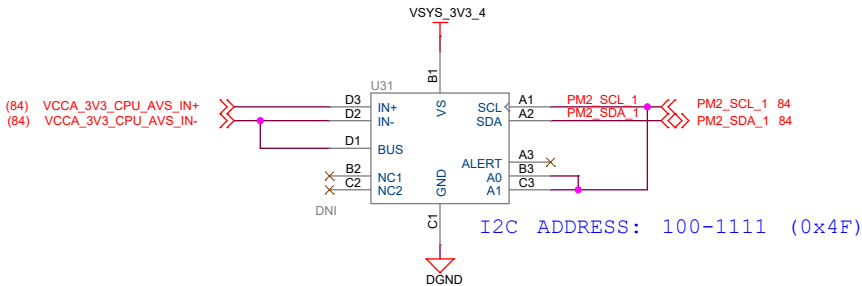 VSYS_3V3_4
B1
U31
(84) VCCA_3V3_CPU_AVS_IN+ D3 IN+ VS SCL A1 PM2_SCL_1 PM2_SCL_1 84
(84) VCCA_3V3_CPU_AVS_IN- D2 IN- SDA A2 PM2_SDA_1 PM2_SDA_1 84
D1 BUS
ALERT A3
B2 NC1 A0 B3
C2 NC2 GND A1 C3
DNI
C1
I2C ADDRESS: 100-1111 (0x4F)
DGND